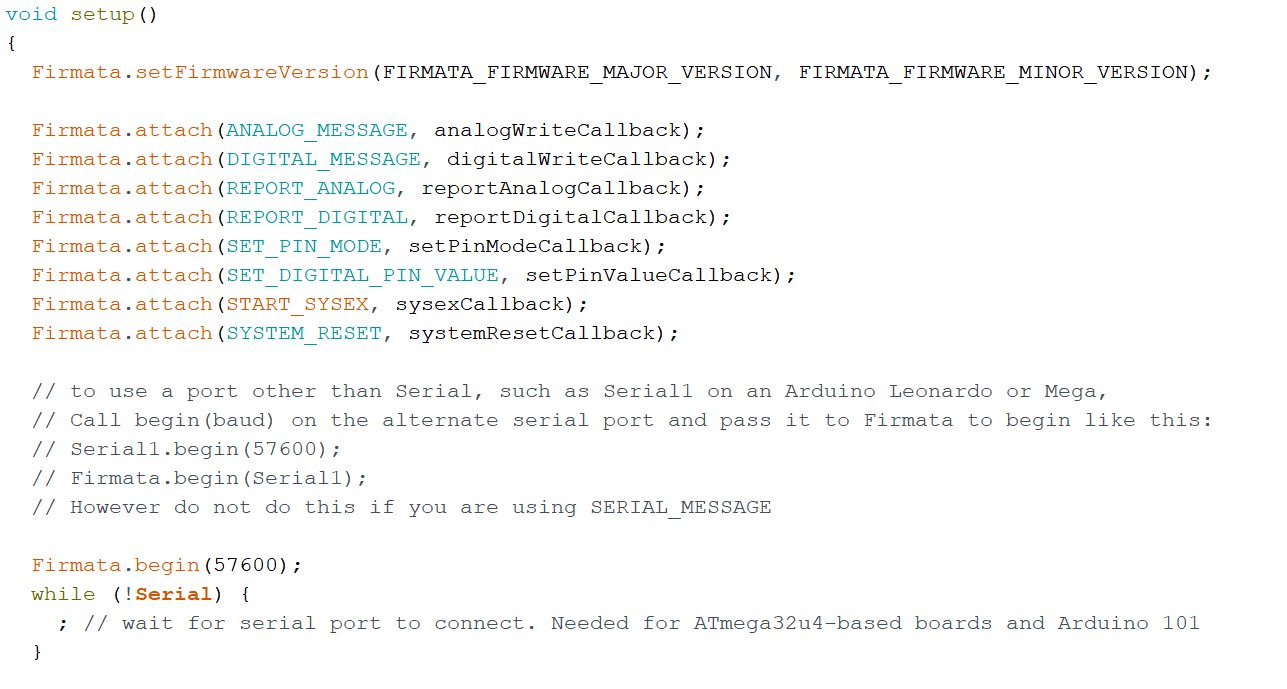 void setup()
{
  Firmata.setFirmwareVersion(FIRMATA_FIRMWARE_MAJOR_VERSION, FIRMATA_FIRMWARE_MINOR_VERSION);

  Firmata.attach(ANALOG_MESSAGE, analogWriteCallback);
  Firmata.attach(DIGITAL_MESSAGE, digitalWriteCallback);
  Firmata.attach(REPORT_ANALOG, reportAnalogCallback);
  Firmata.attach(REPORT_DIGITAL, reportDigitalCallback);
  Firmata.attach(SET_PIN_MODE, setPinModeCallback);
  Firmata.attach(SET_DIGITAL_PIN_VALUE, setPinValueCallback);
  Firmata.attach(START_SYSEX, sysexCallback);
  Firmata.attach(SYSTEM_RESET, systemResetCallback);

  // to use a port other than Serial, such as Serial1 on an Arduino Leonardo or Mega,
  // Call begin(baud) on the alternate serial port and pass it to Firmata to begin like this:
  // Serial1.begin(57600);
  // Firmata.begin(Serial1);
  // However do not do this if you are using SERIAL_MESSAGE

  Firmata.begin(57600);
  while (!Serial) {
    ; // wait for serial port to connect. Needed for ATmega32u4-based boards and Arduino 101
  }